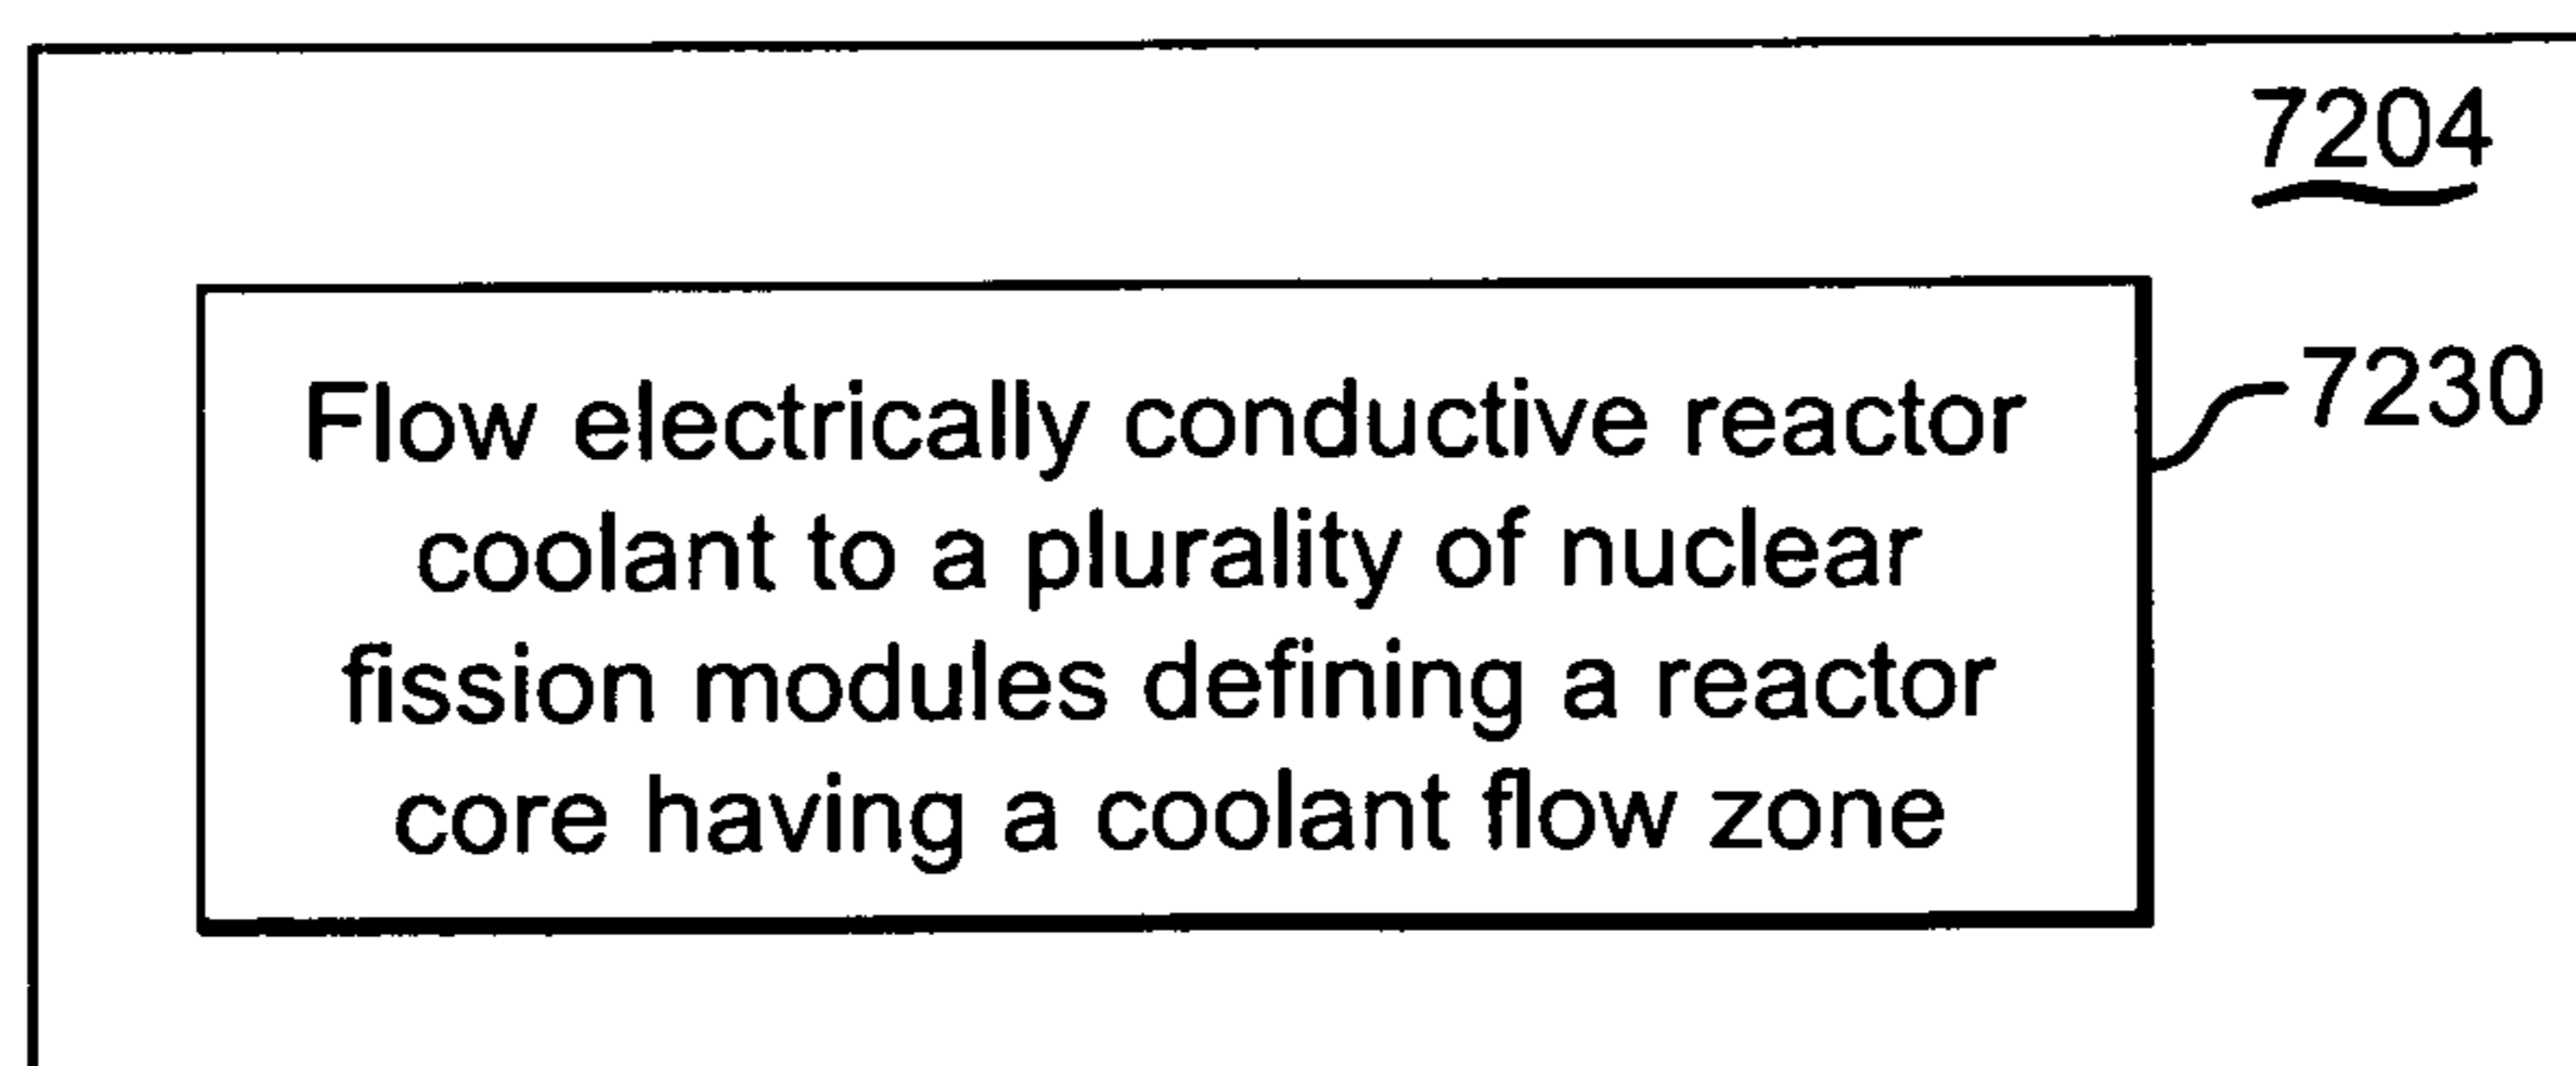 7204
Flow electrically conductive reactor
7230
coolant to a plurality of nuclear
fission modules defining a reactor
core having a coolant flow zone